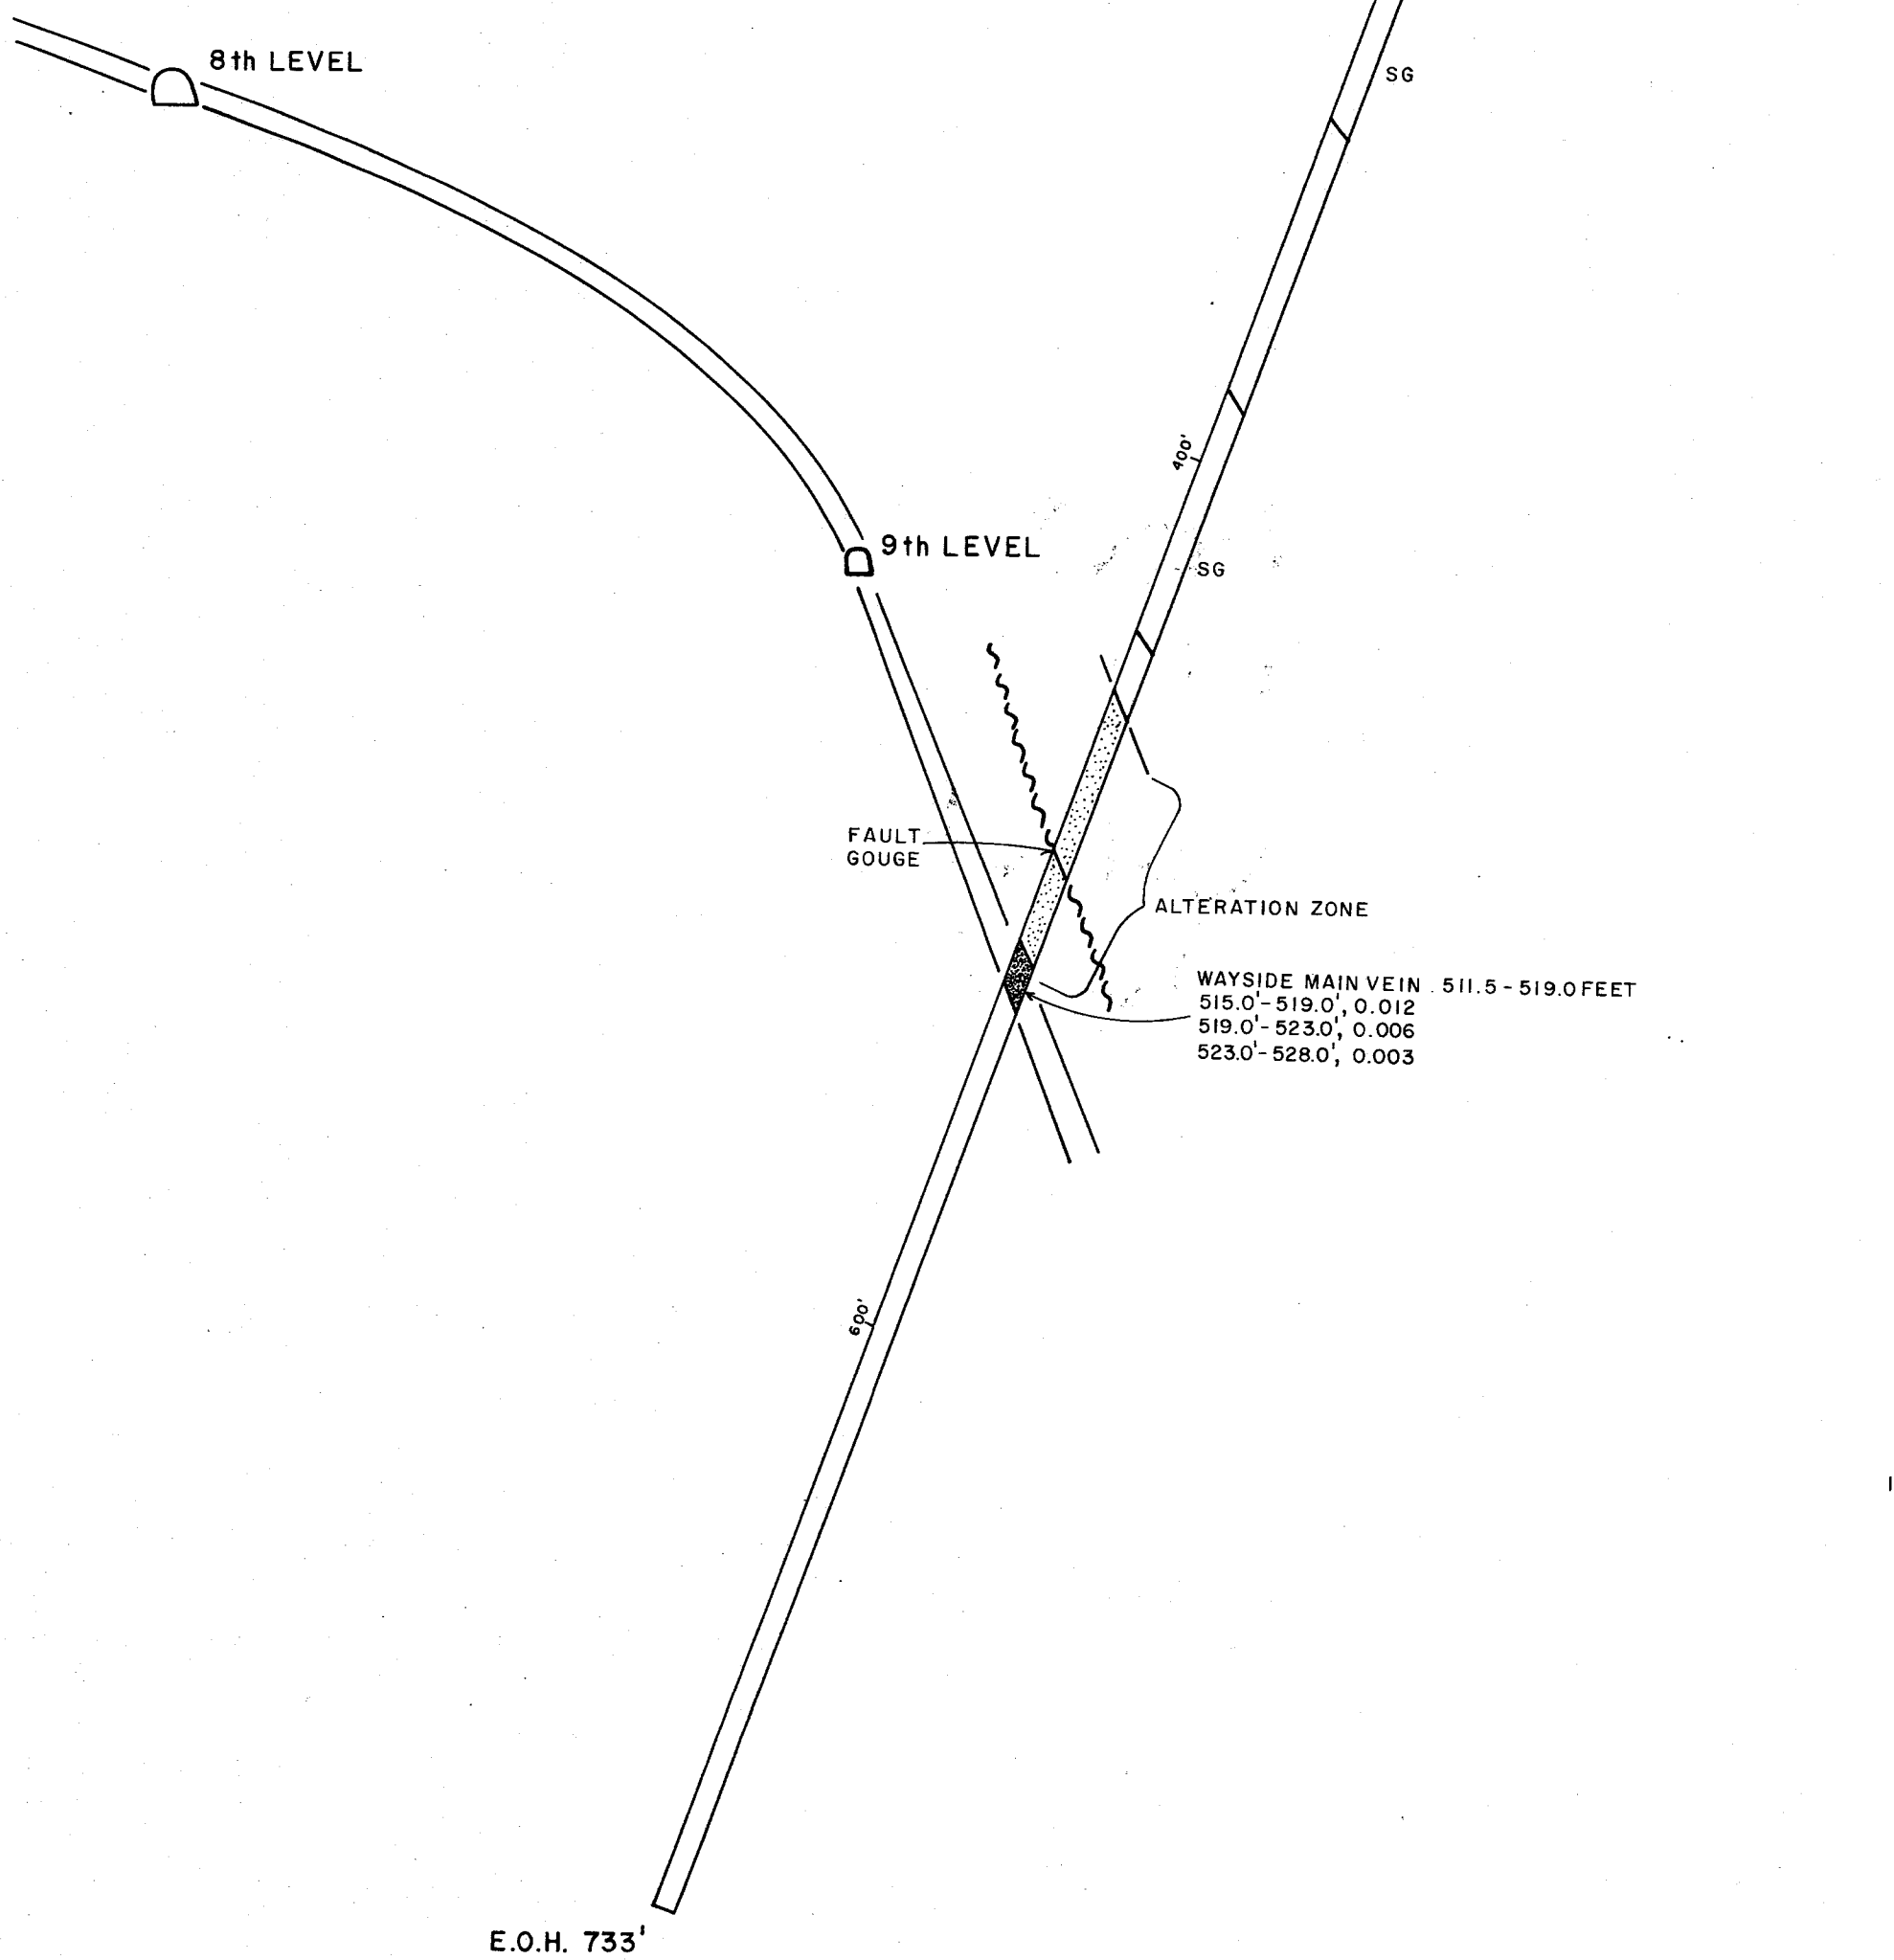 8th LEVEL
SG
400'
9th LEVEL
SG
FAULT
GOUGE
ALTERATION ZONE
WAYSIDE MAIN VEIN . 511.5-519.0 FEET
515.0'-519.0', 0.012
519.0'-523.0', 0.006
523.0'-528.0', 0.003
600'
E.O.H. 733'